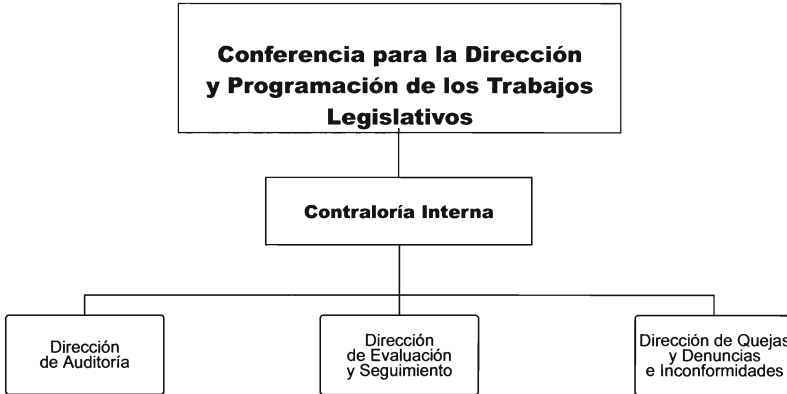 Conferencia para la Dirección
y Programación de los Trabajos
Legislativos
Contraloría Interna
Dirección
de Auditoría
Dirección
de Evaluación
y Seguimiento
Dirección de Quejas
y Denuncias
e Inconformidades